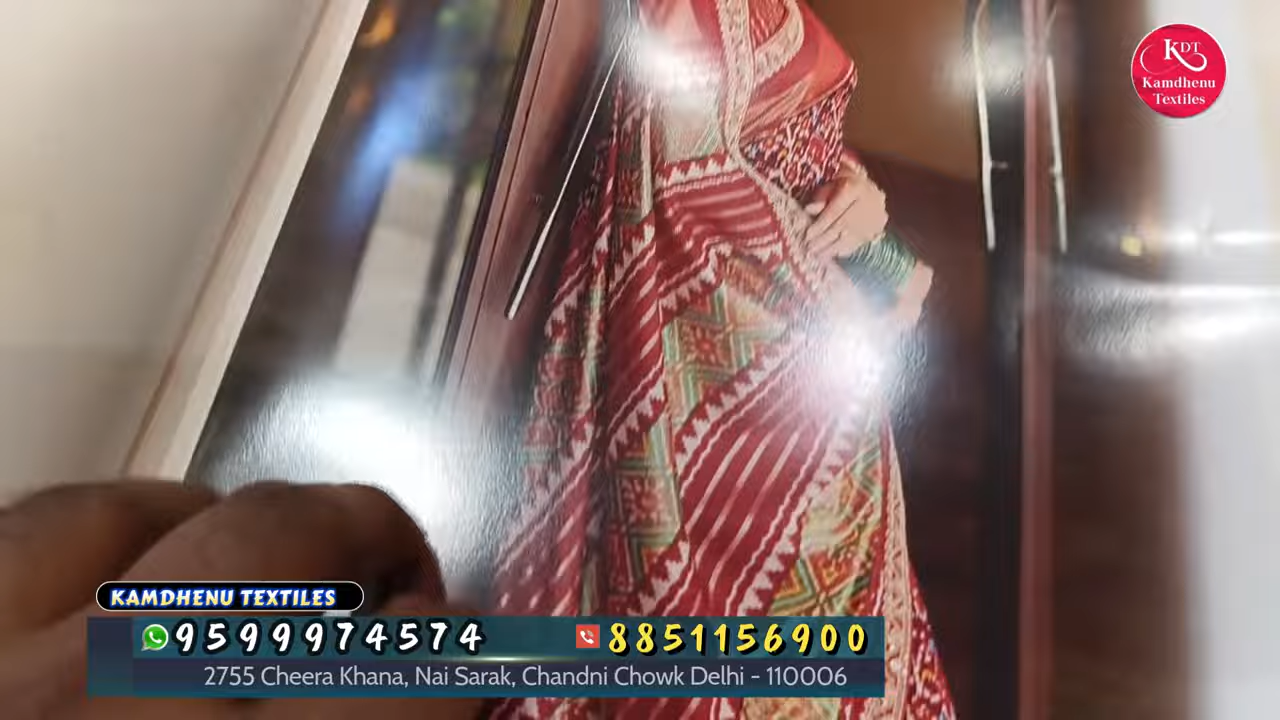 KDT
Kamdhenu
Textiles
KAMDHENU TEXTILES
9599974574
8851156900
2755 Cheera Khana, Nai Sarak, Chandni Chowk Delhi - 110006